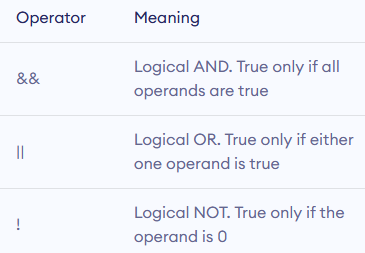 Operator Meaning
&& Logical AND. True only if all
operands are true
|| Logical OR. True only if either
one operand is true
! Logical NOT. True only if the
operand is 0